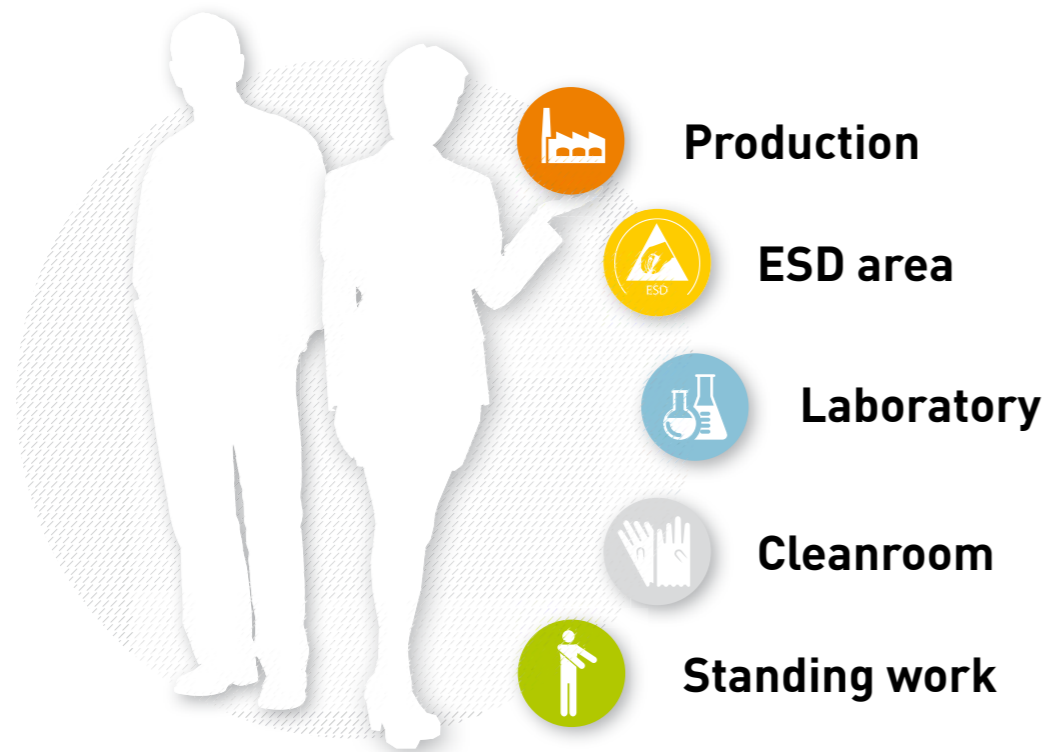 Production
ESD area
ESD
Laboratory
Cleanroom
Standing work